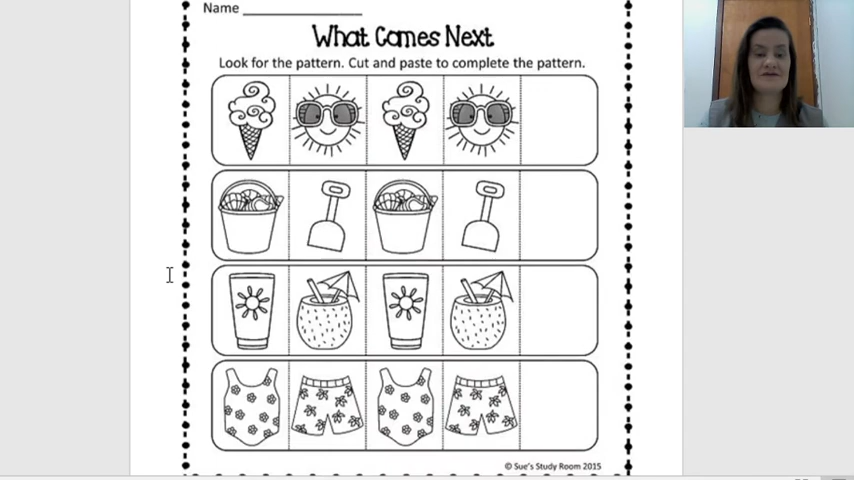 Name _______________
What Comes Next
Look for the pattern. Cut and paste to complete the pattern.
© Sue's Study Room 2015